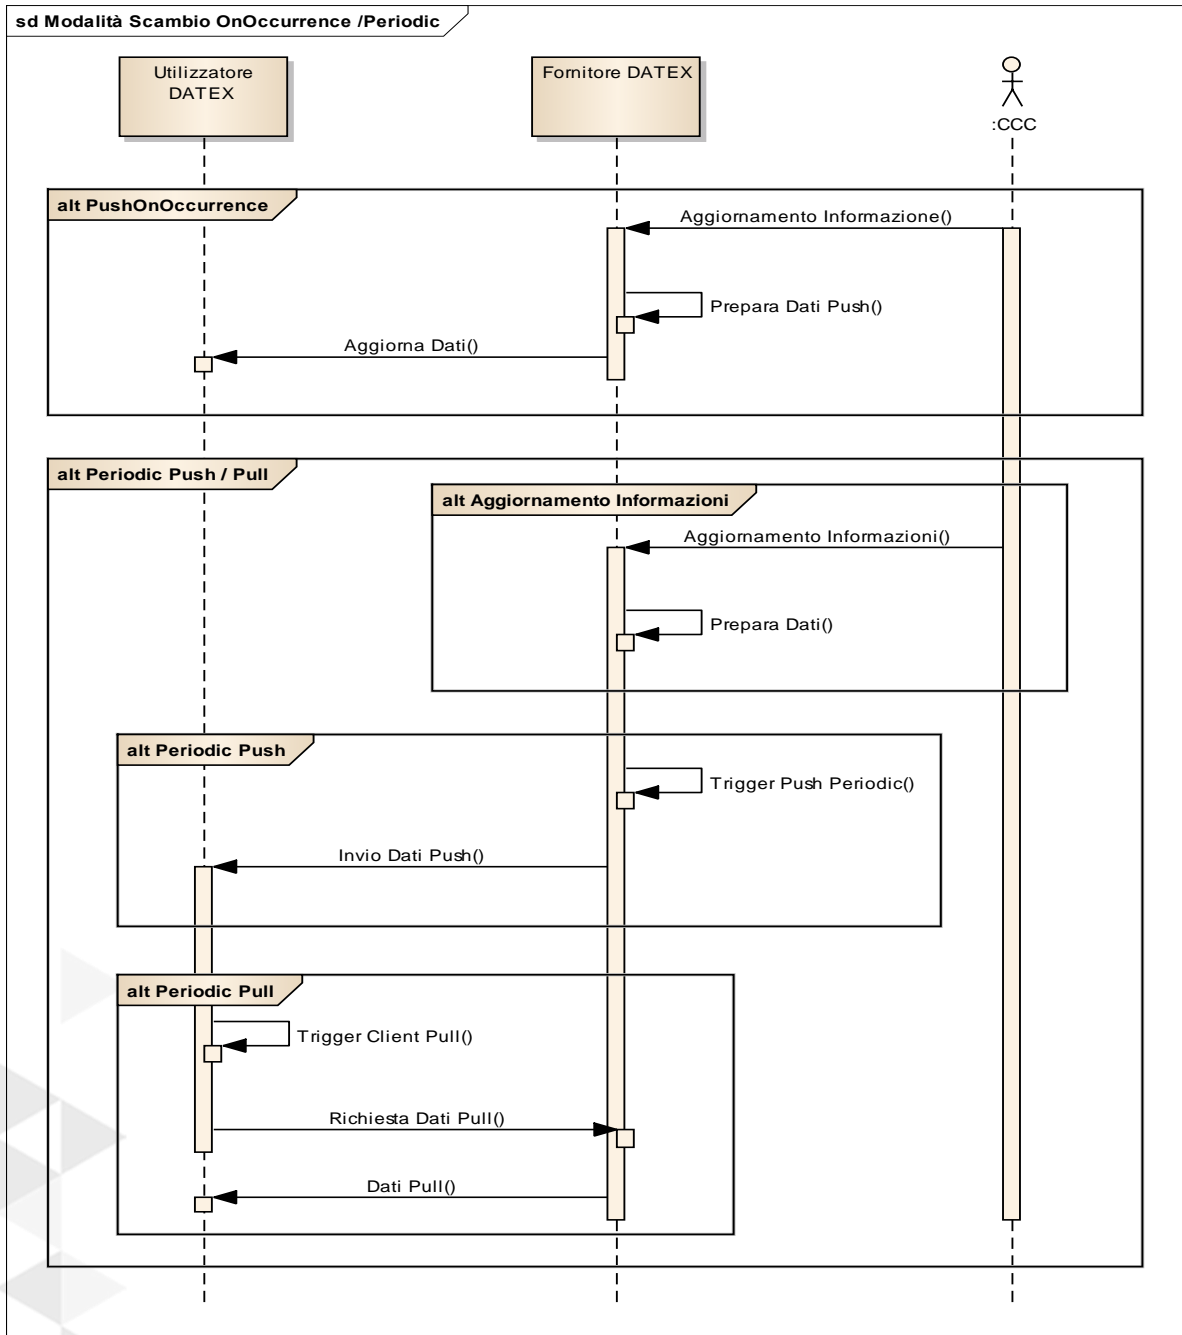 sd Modalità Scambio OnOccurrence /Periodic
Utilizzatore
DATEX
Fornitore DATEX
:CCC
alt PushOnOccurrence
Aggiornamento Informazione()
Prepara Dati Push()
Aggiorna Dati()
alt Periodic Push / Pull
alt Aggiornamento Informazioni
Aggiornamento Informazioni()
Prepara Dati()
alt Periodic Push
Trigger Push Periodic()
Invio Dati Push()
alt Periodic Pull
Trigger Client Pull()
Richiesta Dati Pull()
Dati Pull()